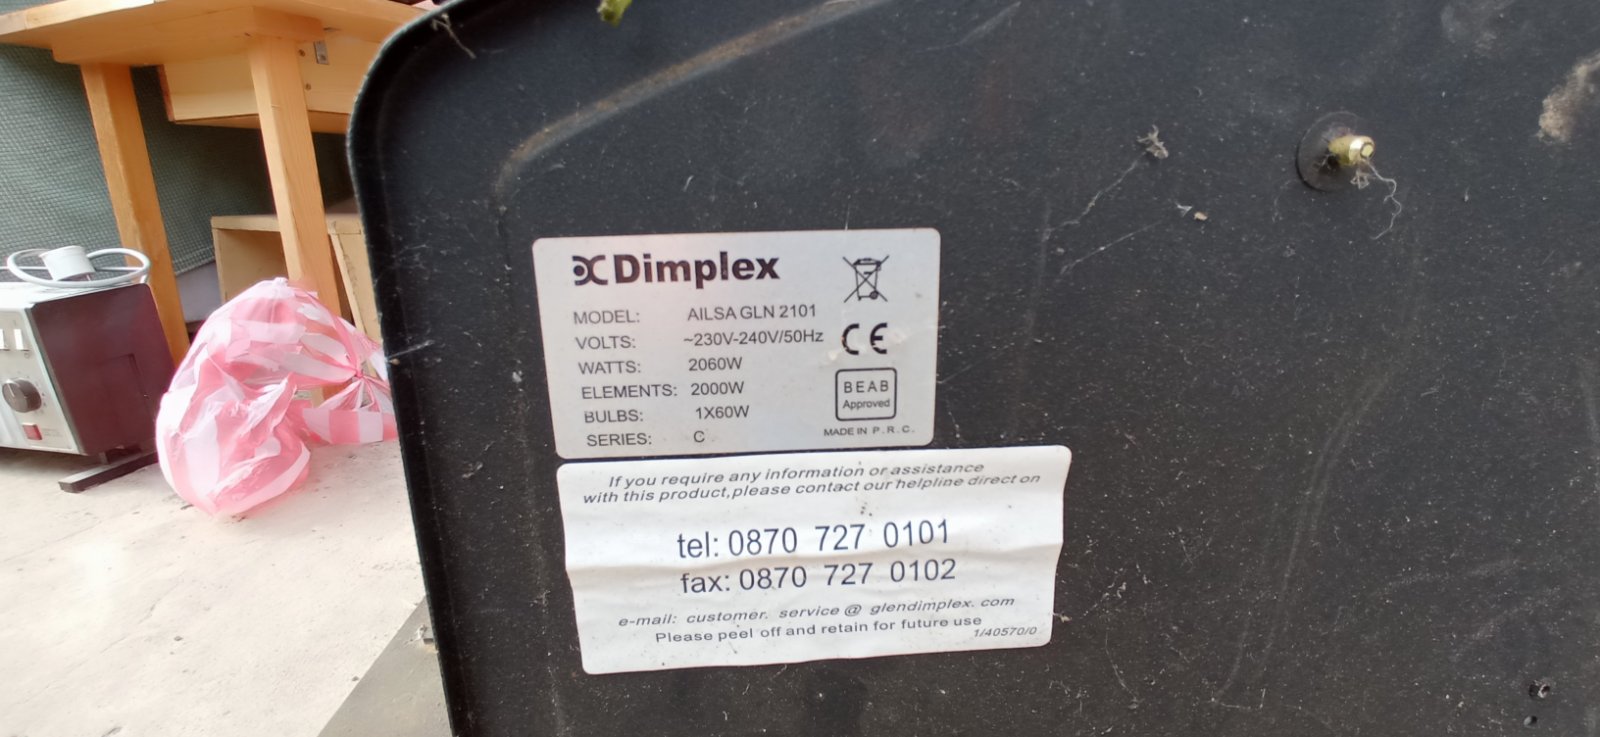 Dimplex
MODEL: AILSA GLN 2101
VOLTS: ~230V-240V/50Hz
WATTS: 2060W
ELEMENTS: 2000W
BULBS: 1X60W
SERIES: C
CE
BEAB
Approved
MADE IN P.R.C.
If you require any information or assistance
with this product,please contact our helpline direct on
tel: 0870 727 0101
fax: 0870 727 0102
e-mail: customer. service@ glendimplex. com
Please peel off and retain for future use
1/40570/0